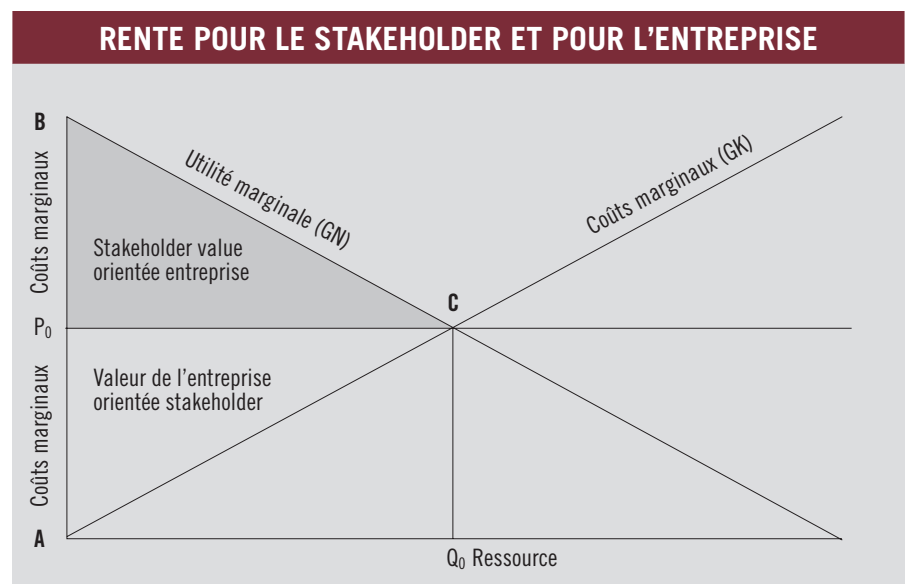 RENTE POUR LE STAKEHOLDER ET POUR L'ENTREPRISE
B
Coûts marginaux
Utilité marginale (GN)
Coûts marginaux (GK)
Stakeholder value
orientée entreprise
C
P₀
Valeur de l'entreprise
orientée stakeholder
Coûts marginaux
A
Q₀ Ressource